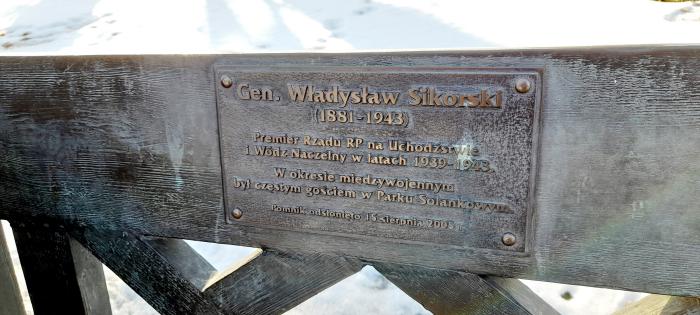 Gen. Władysław Sikorski
(1881-1943)
Premier Rządu RP na Uchodźstwie
i Wódz Naczelny w latach 1939-1943.
W okresie międzywojennym
był częstym gościem w Parku Solankowym.
Pomnik odsłonięto 15 sierpnia r.